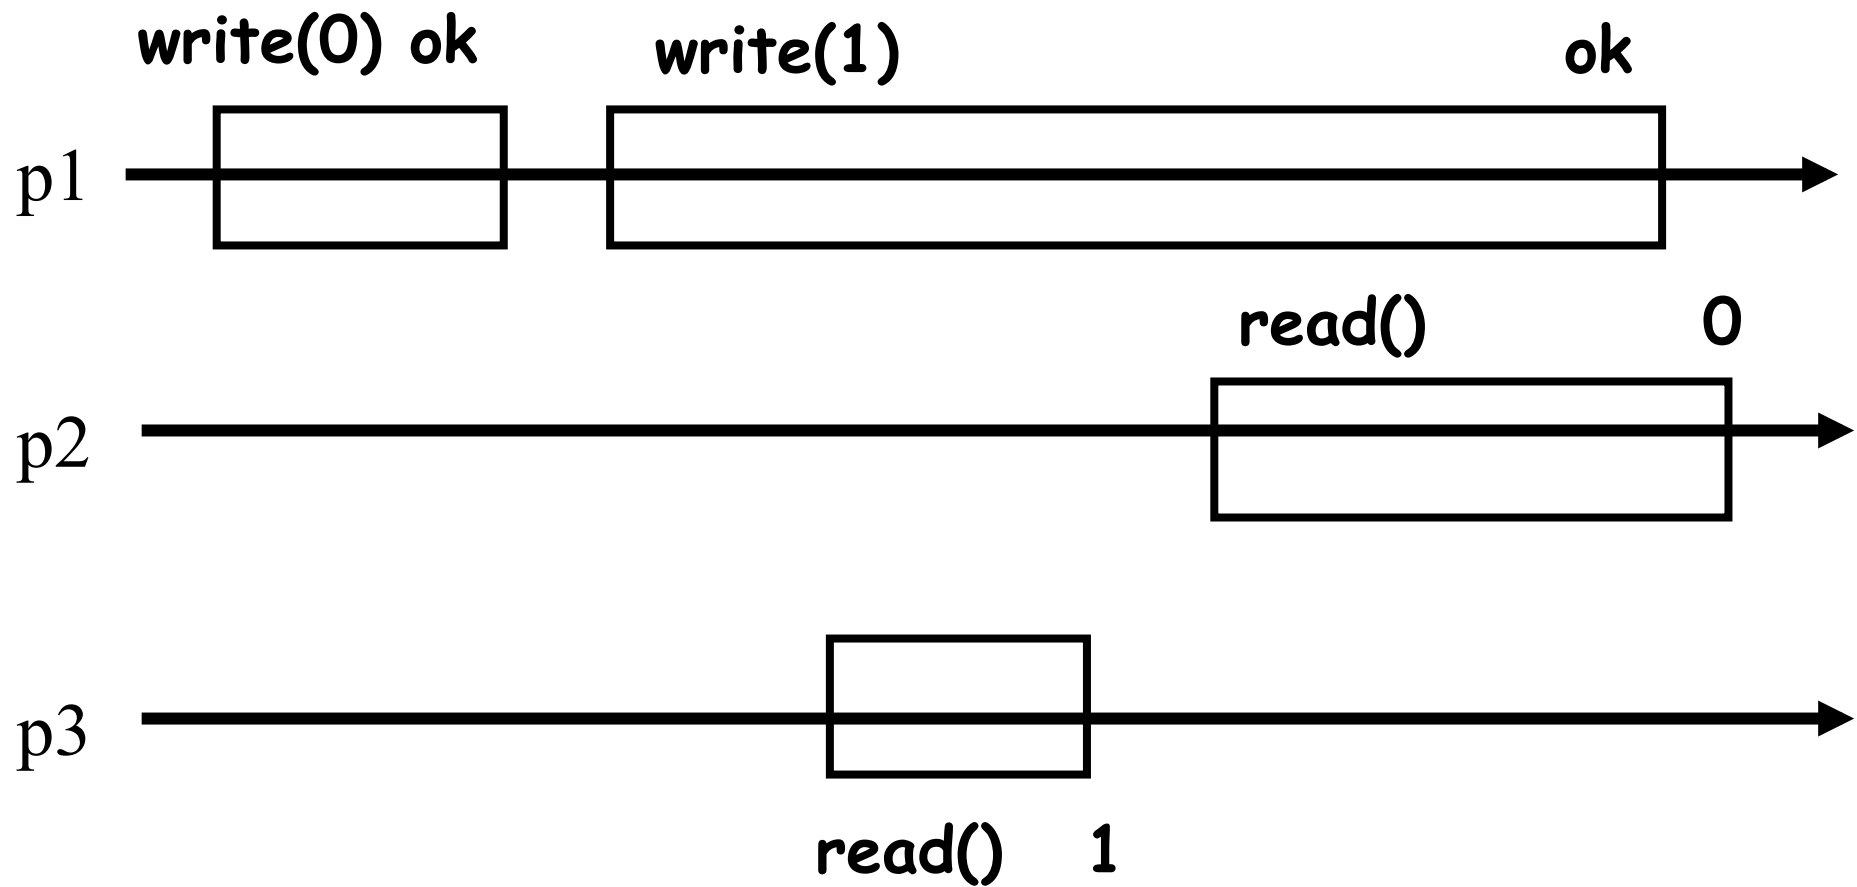 write(0) ok write(1) ok
p1
read() 0
p2
p3
read() 1